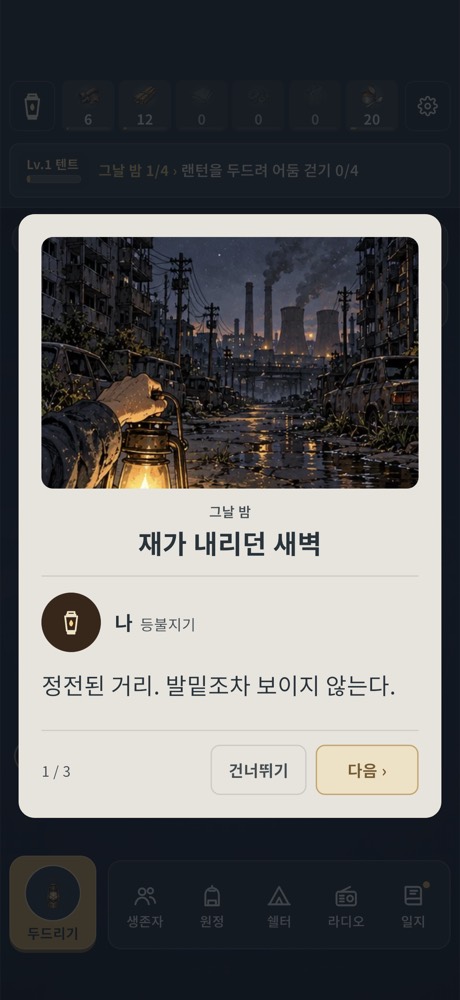 6 12 0 0 0 20
Lv.1 텐트 그날 밤 1/4 › 랜턴을 두드려 어둠 걷기 0/4
그날 밤
재가 내리던 새벽
나 등불지기
정전된 거리. 발밑조차 보이지 않는다.
1 / 3 건너뛰기 다음 ›
두드리기 생존자 원정 쉘터 라디오 일지